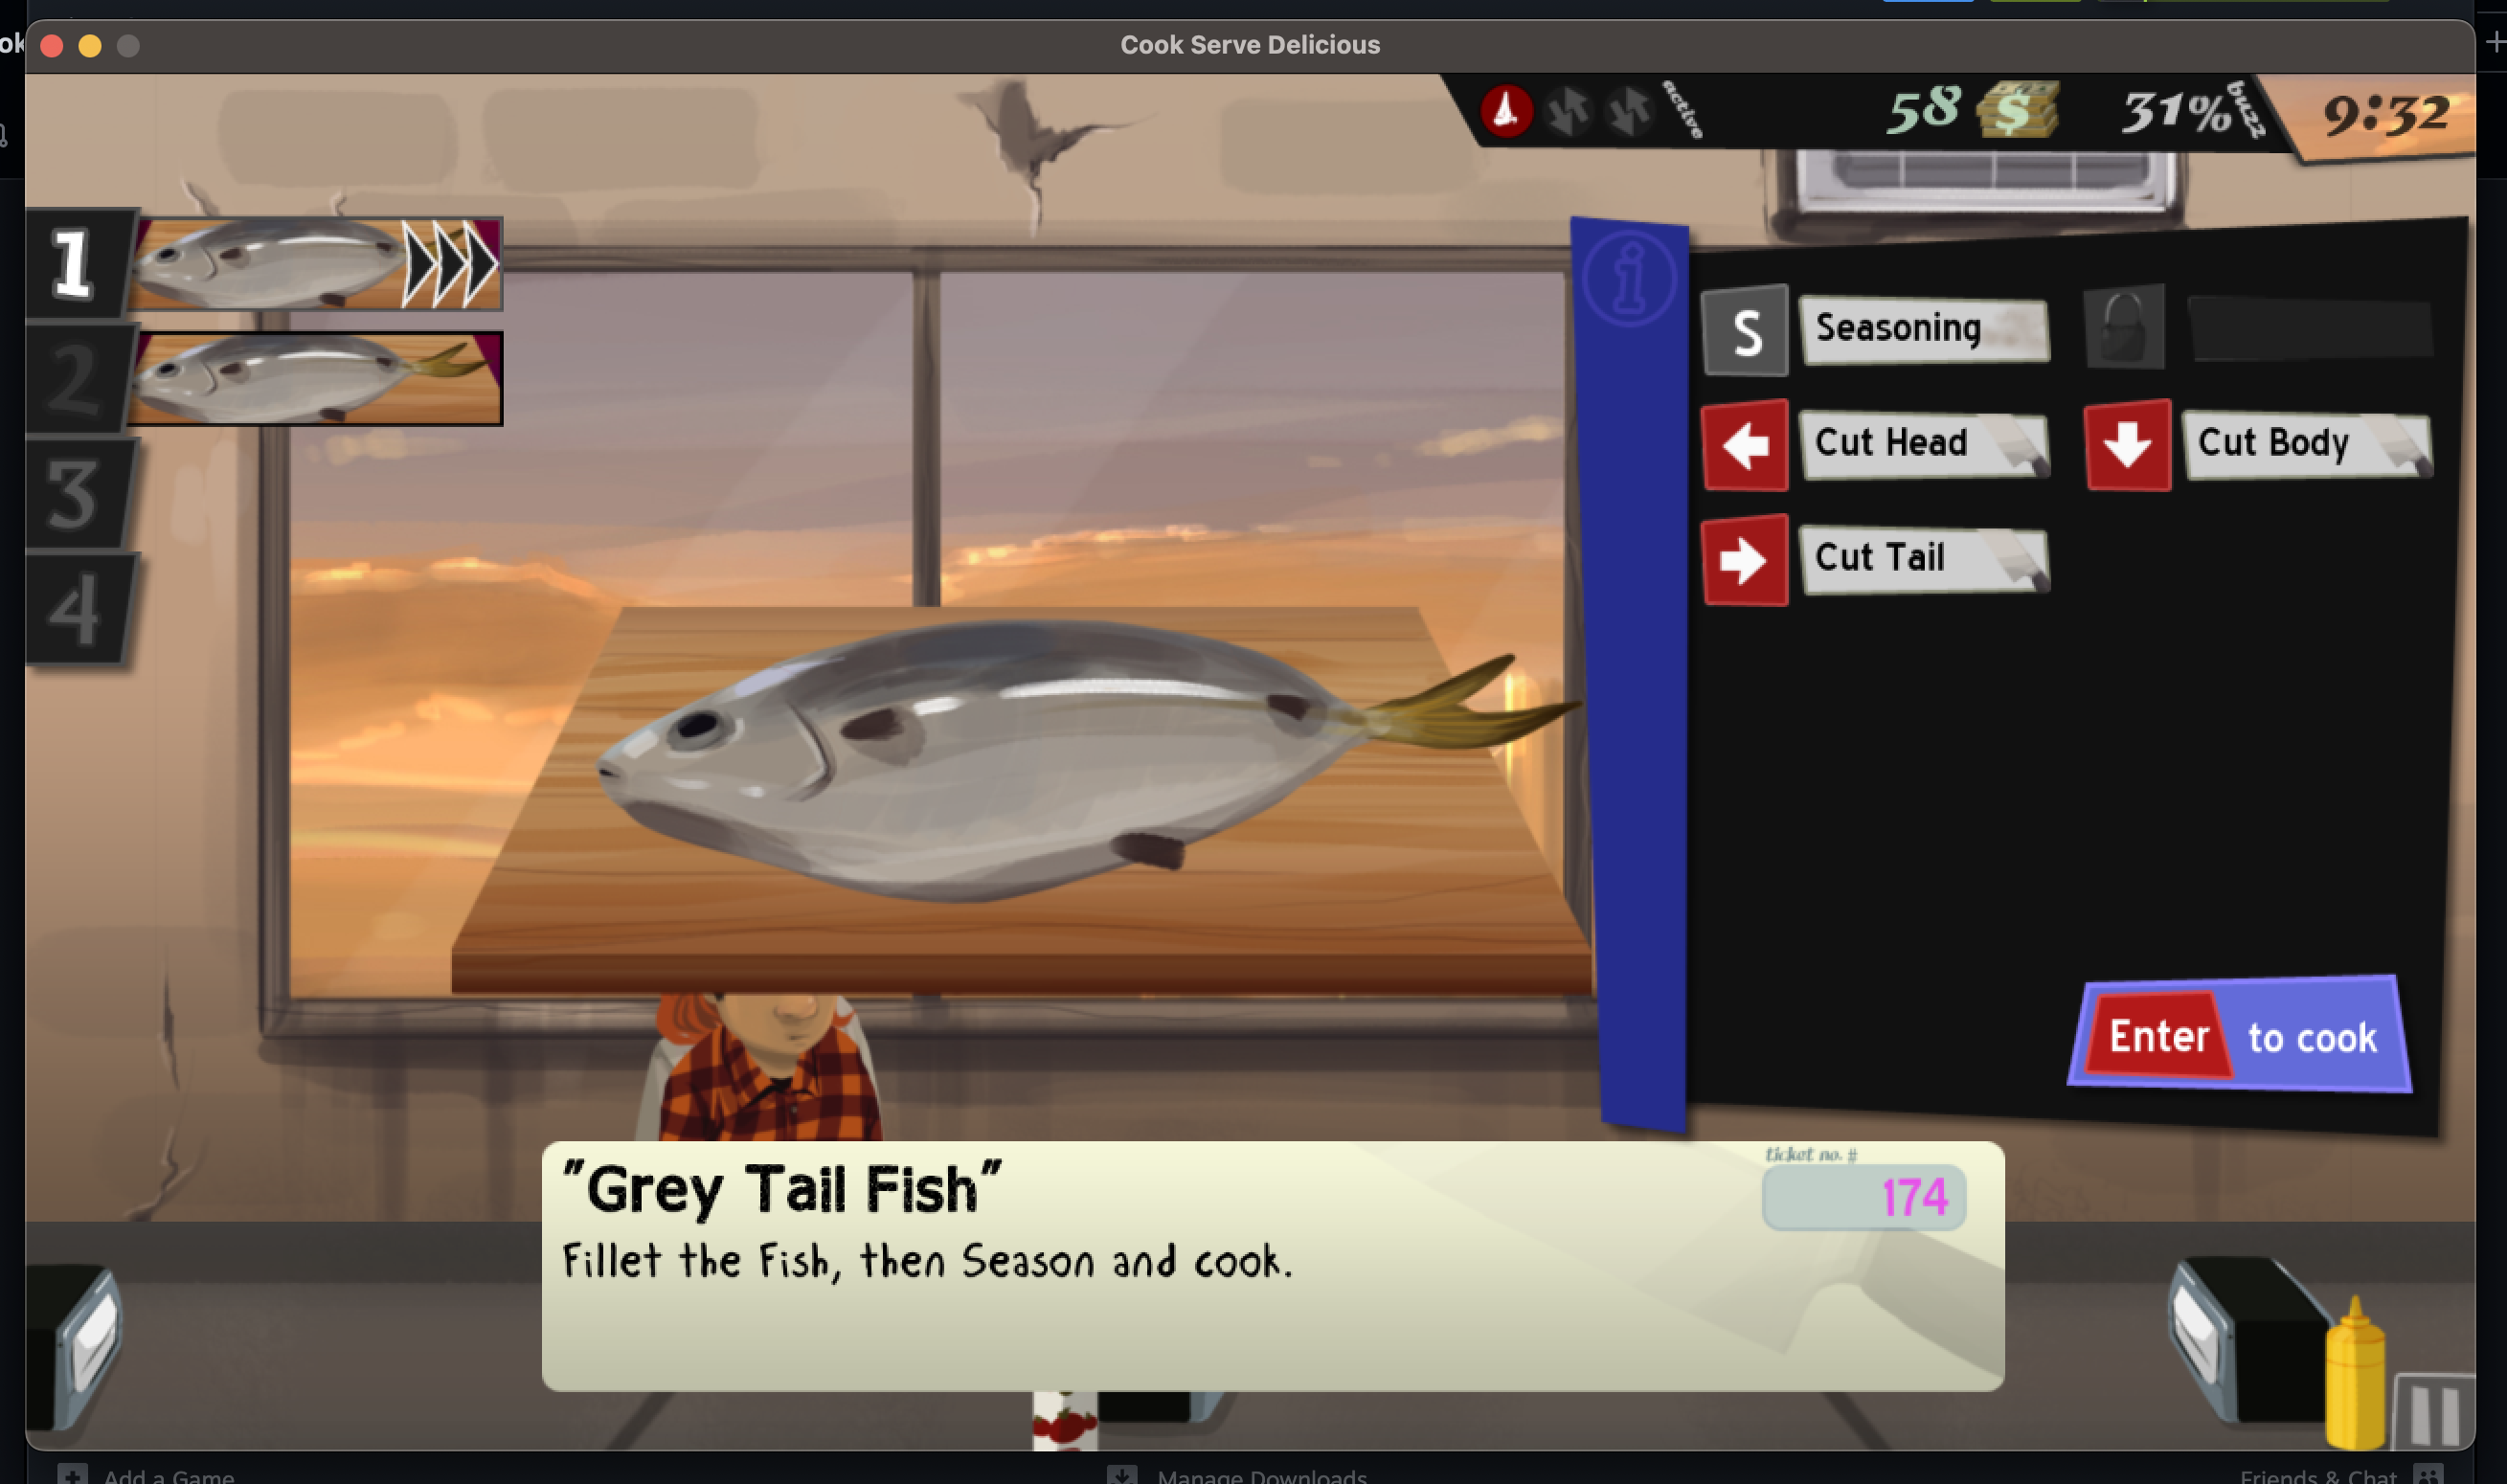 Cook Serve Delicious
active
58
$
31%
buzz
9:32
1
2
3
4
i
S
Seasoning
Cut Head
Cut Body
Cut Tail
Enter to cook
"Grey Tail Fish"
ticket no. #
174
Fillet the Fish, then Season and cook.
Add a Game
Manage Downloads
Friends & Chat